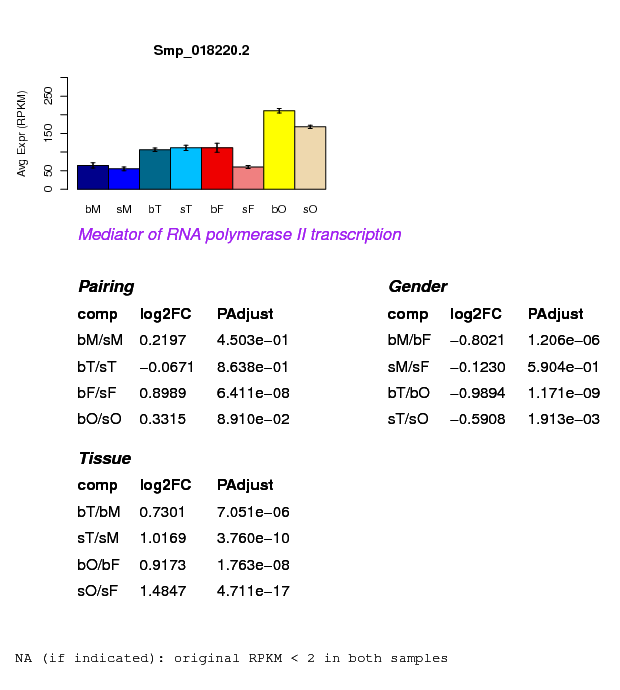 Smp_018220.2
Avg Expr (RPKM)
0 50 150 250
bM sM bT sT bF sF bO sO
Mediator of RNA polymerase II transcription
Pairing
comp log2FC PAdjust
bM/sM 0.2197 4.503e−01
bT/sT −0.0671 8.638e−01
bF/sF 0.8989 6.411e−08
bO/sO 0.3315 8.910e−02
Gender
comp log2FC PAdjust
bM/bF −0.8021 1.206e−06
sM/sF −0.1230 5.904e−01
bT/bO −0.9894 1.171e−09
sT/sO −0.5908 1.913e−03
Tissue
comp log2FC PAdjust
bT/bM 0.7301 7.051e−06
sT/sM 1.0169 3.760e−10
bO/bF 0.9173 1.763e−08
sO/sF 1.4847 4.711e−17
NA (if indicated): original RPKM < 2 in both samples